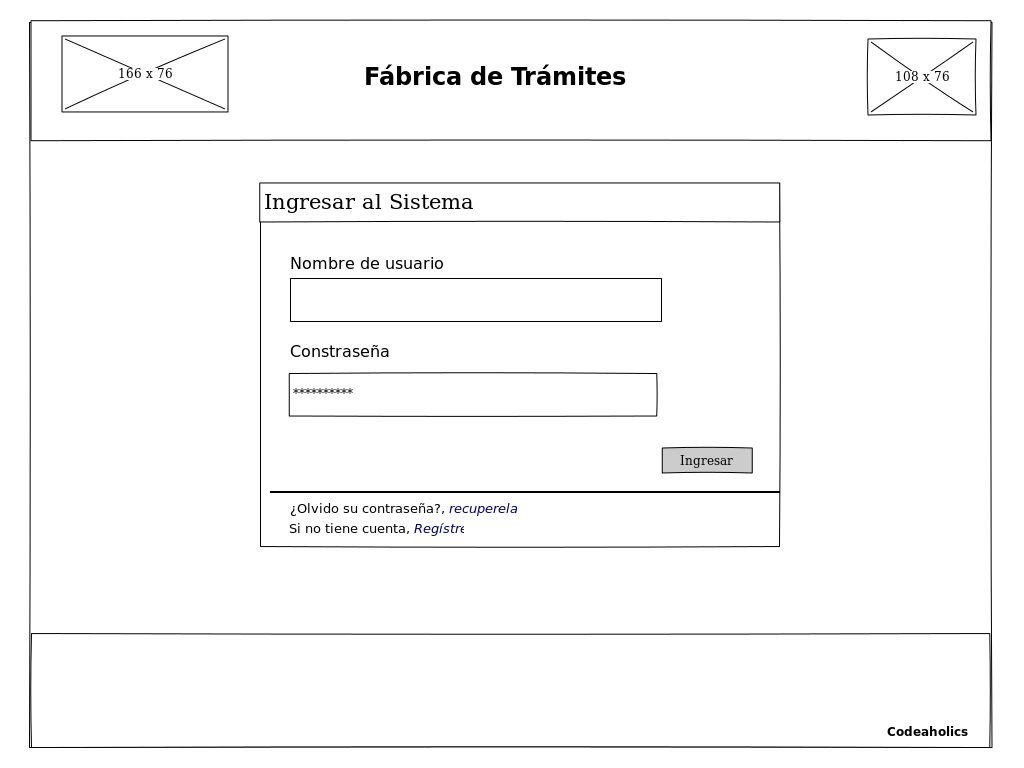 166 x 76
Fábrica de Trámites
108 x 76
Ingresar al Sistema
Nombre de usuario
Constraseña
**********
Ingresar
¿Olvido su contraseña?, recuperela
Si no tiene cuenta, Regístre
Codeaholics